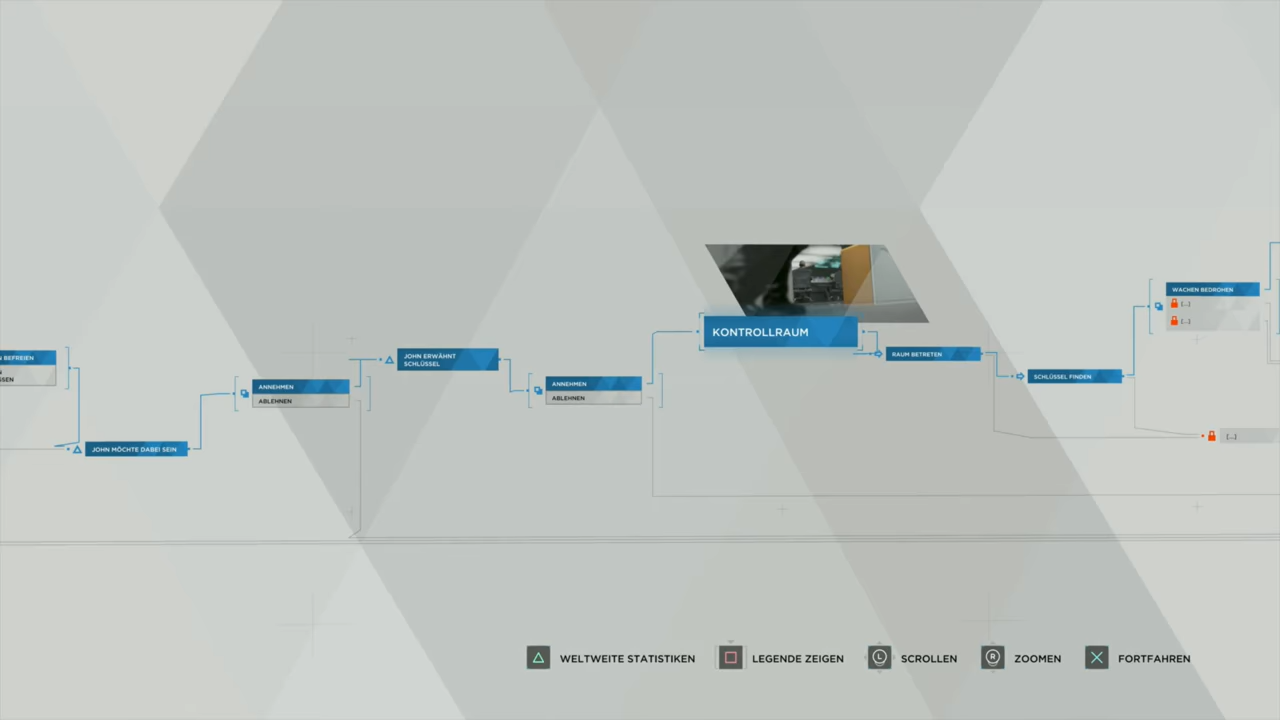 N BEFREIEN
N
SSEN
JOHN MÖCHTE DABEI SEIN
ANNEHMEN
ABLEHNEN
JOHN ERWÄHNT
SCHLÜSSEL
ANNEHMEN
ABLEHNEN
KONTROLLRAUM
RAUM BETRETEN
SCHLÜSSEL FINDEN
WACHEN BEDROHEN
(...)
(...)
(...)
WELTWEITE STATISTIKEN
LEGENDE ZEIGEN
L
SCROLLEN
R
ZOOMEN
FORTFAHREN